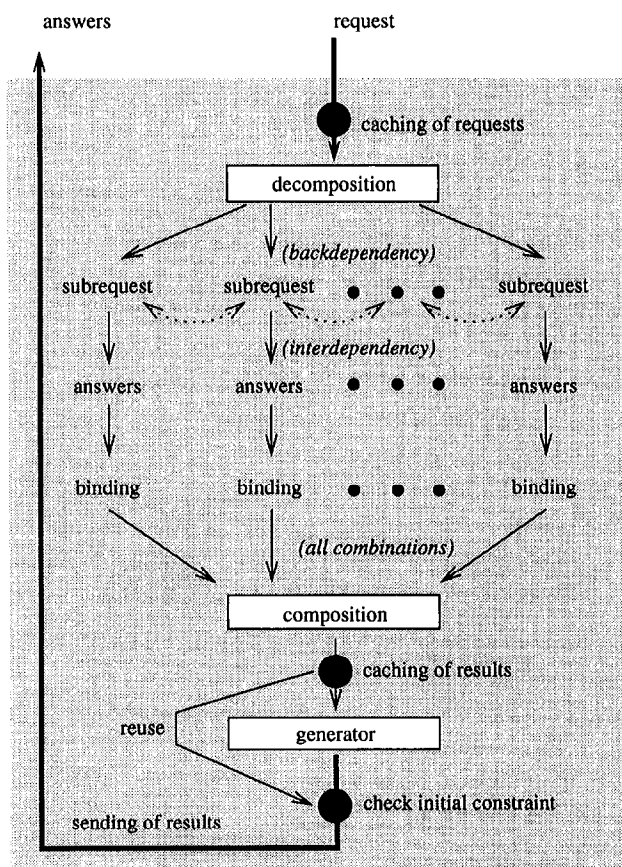 answers request
caching of requests
decomposition
(backdependency)
subrequest subrequest subrequest
(interdependency)
answers answers answers
binding binding binding
(all combinations)
composition
caching of results
reuse generator
check initial constraint
sending of results